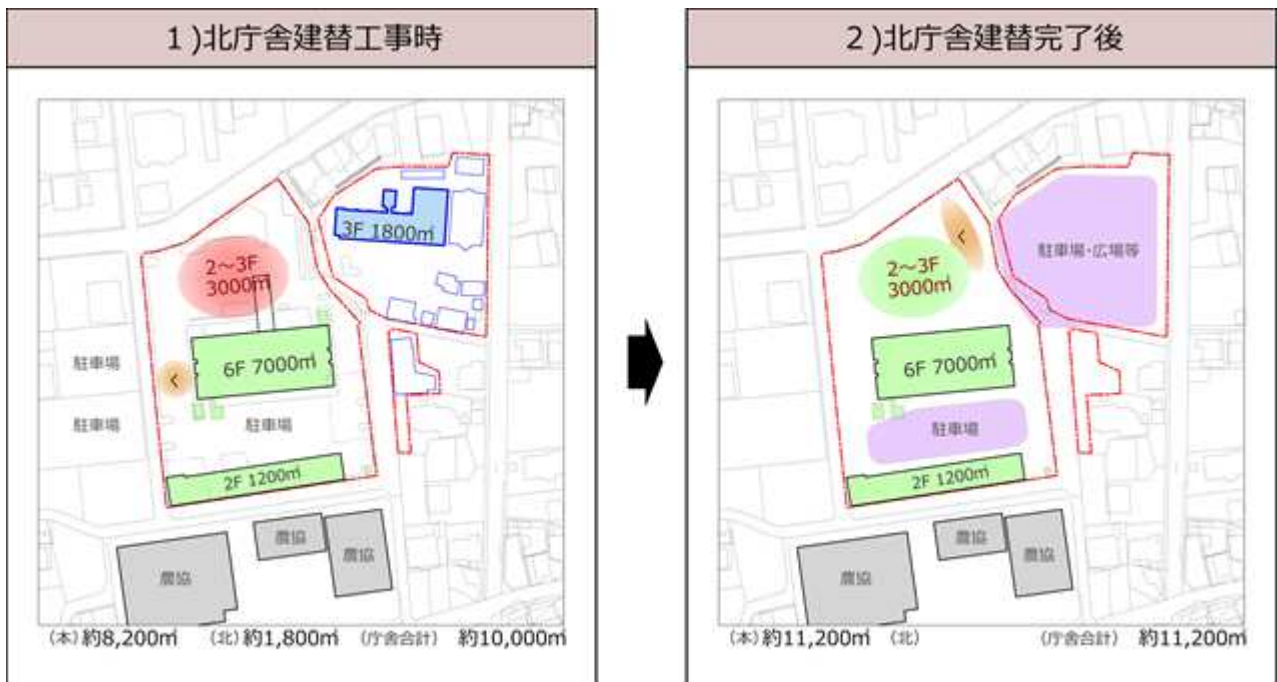 1)北庁舎建替工事時
3F 1800㎡
2～3F
3000㎡
6F 7000㎡
く
駐車場
駐車場
駐車場
2F 1200㎡
農協
農協
農協
(本)約8,200㎡ (北)約1,800㎡ (庁舎合計) 約10,000㎡
2)北庁舎建替完了後
く
駐車場・広場等
2～3F
3000㎡
6F 7000㎡
駐車場
2F 1200㎡
農協
農協
農協
(本)約11,200㎡ (北) (庁舎合計) 約11,200㎡